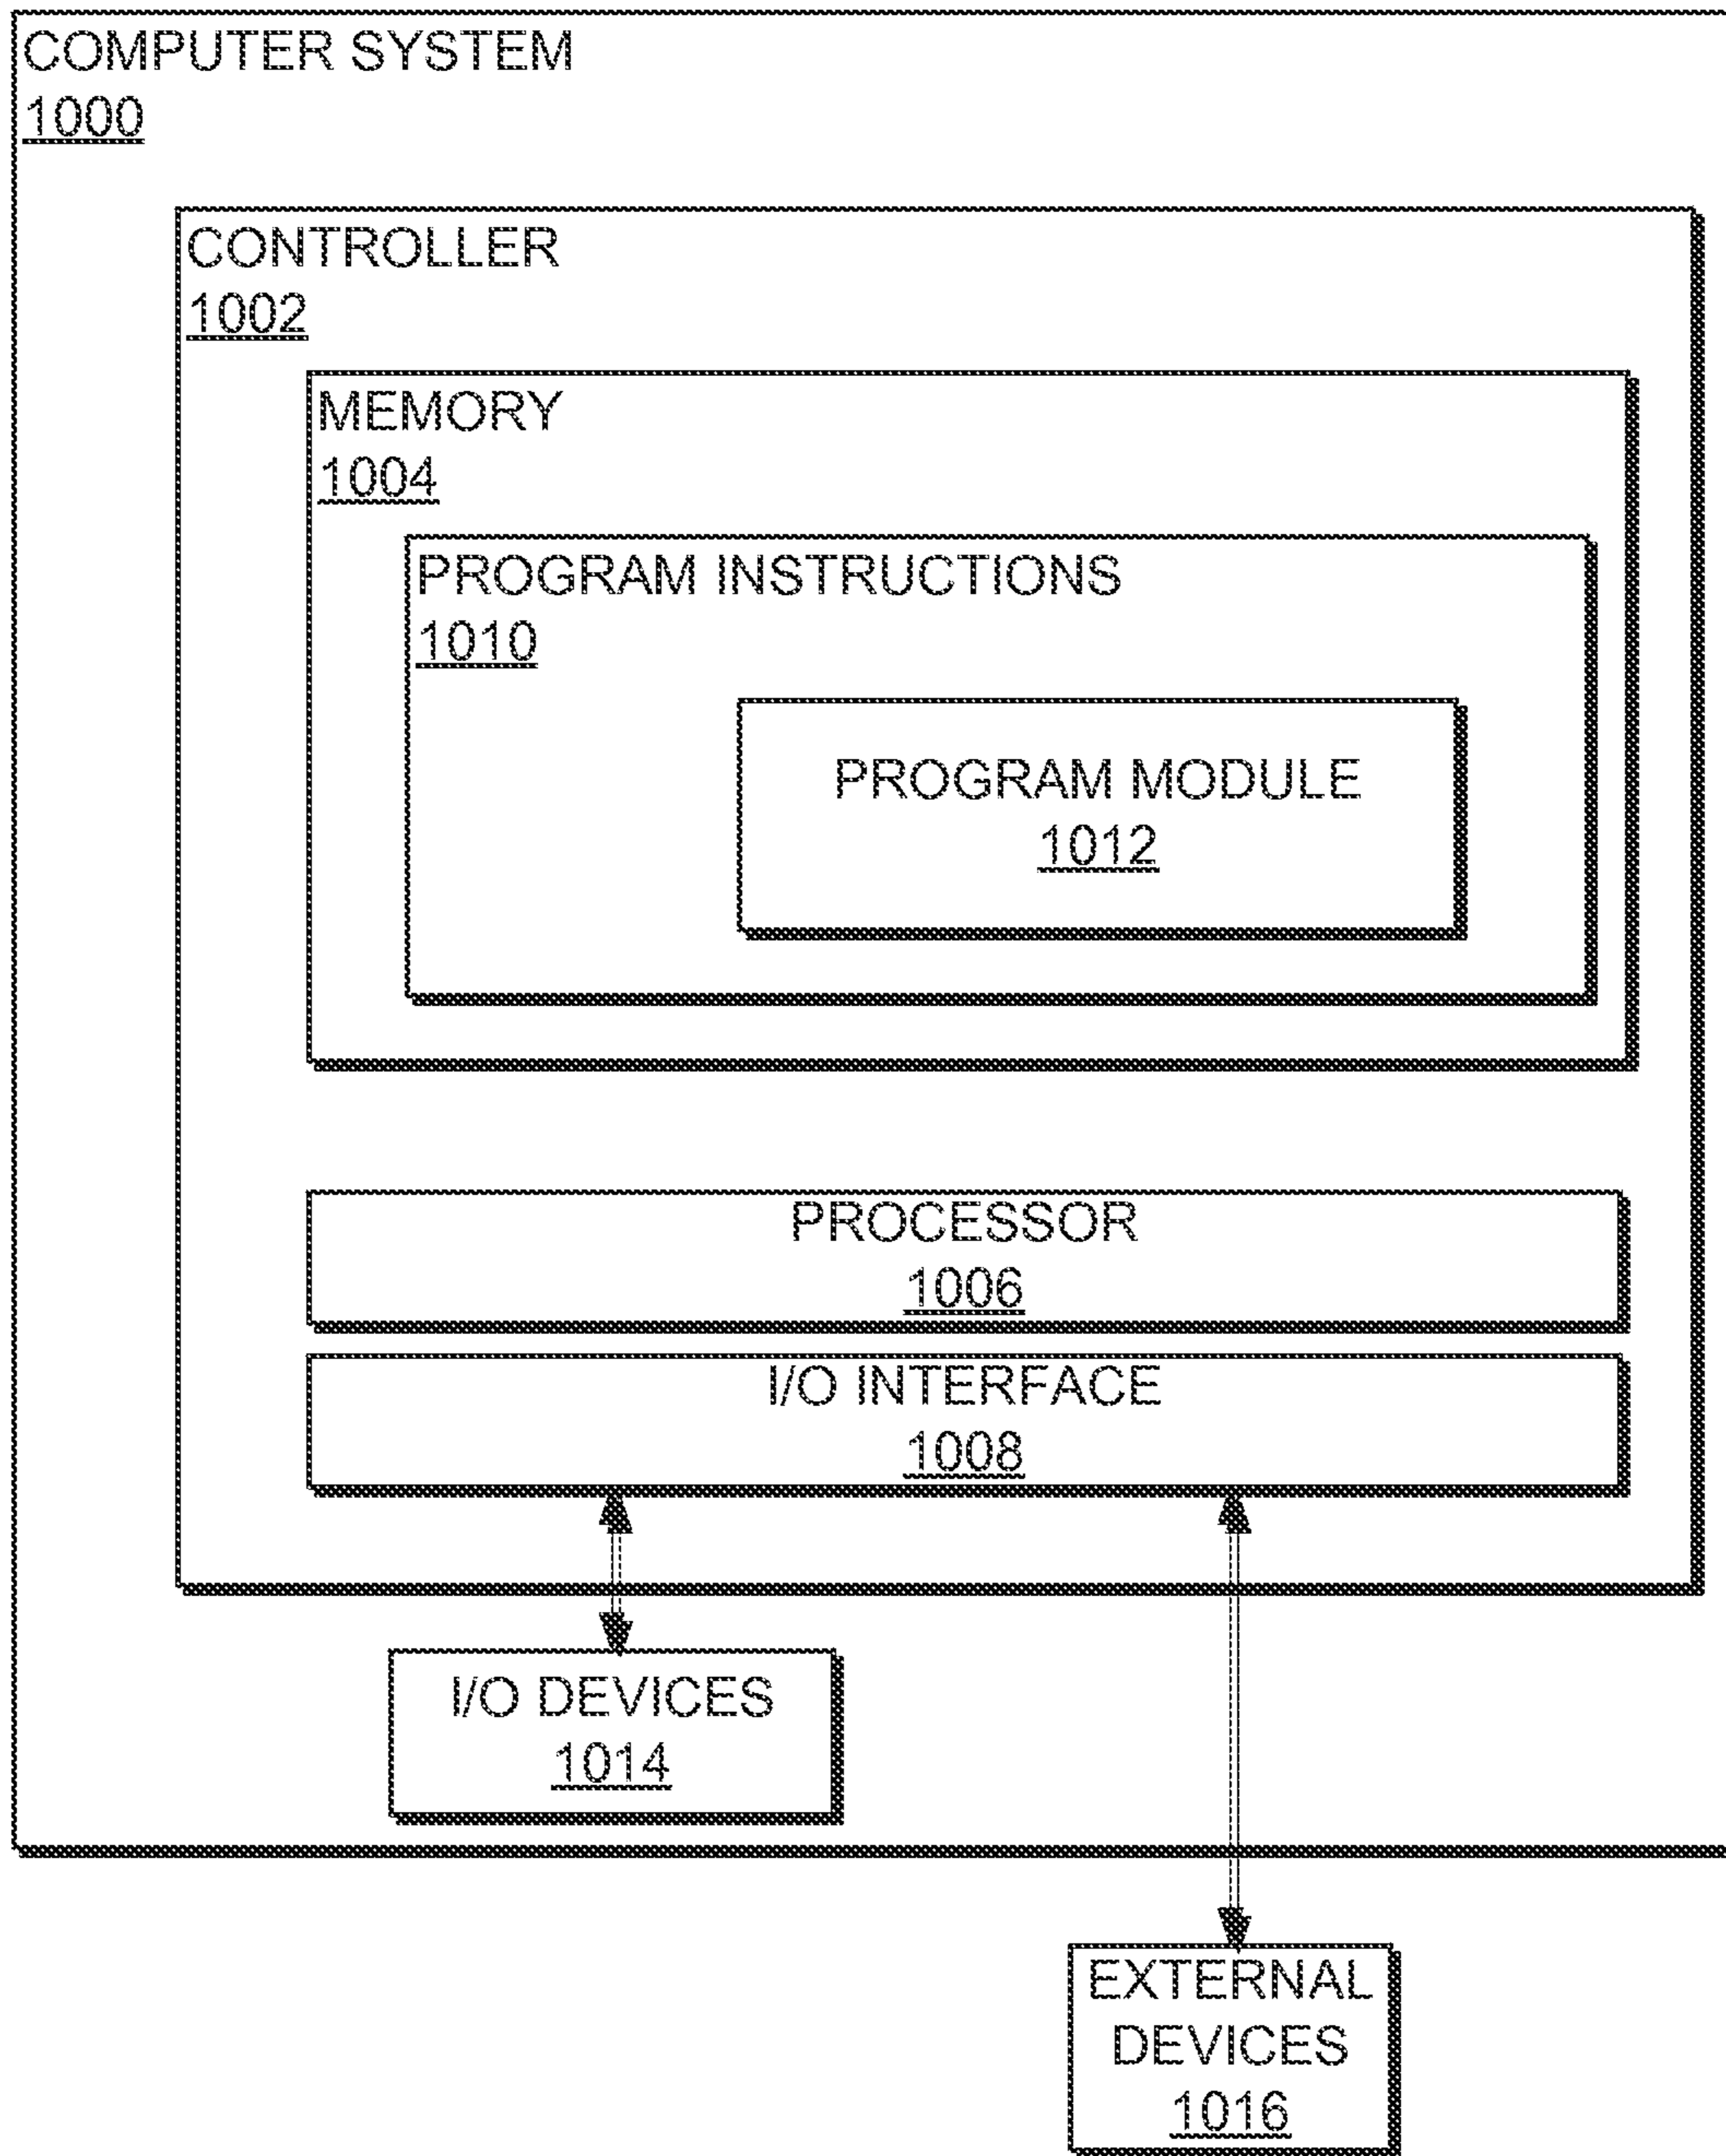 COMPUTER SYSTEM
1000
CONTROLLER
1002
MEMORY
1004
PROGRAM INSTRUCTIONS
1010
PROGRAM MODULE
1012
PROCESSOR
1006
I/O INTERFACE
1008
I/O DEVICES
1014
EXTERNAL
DEVICES
1016